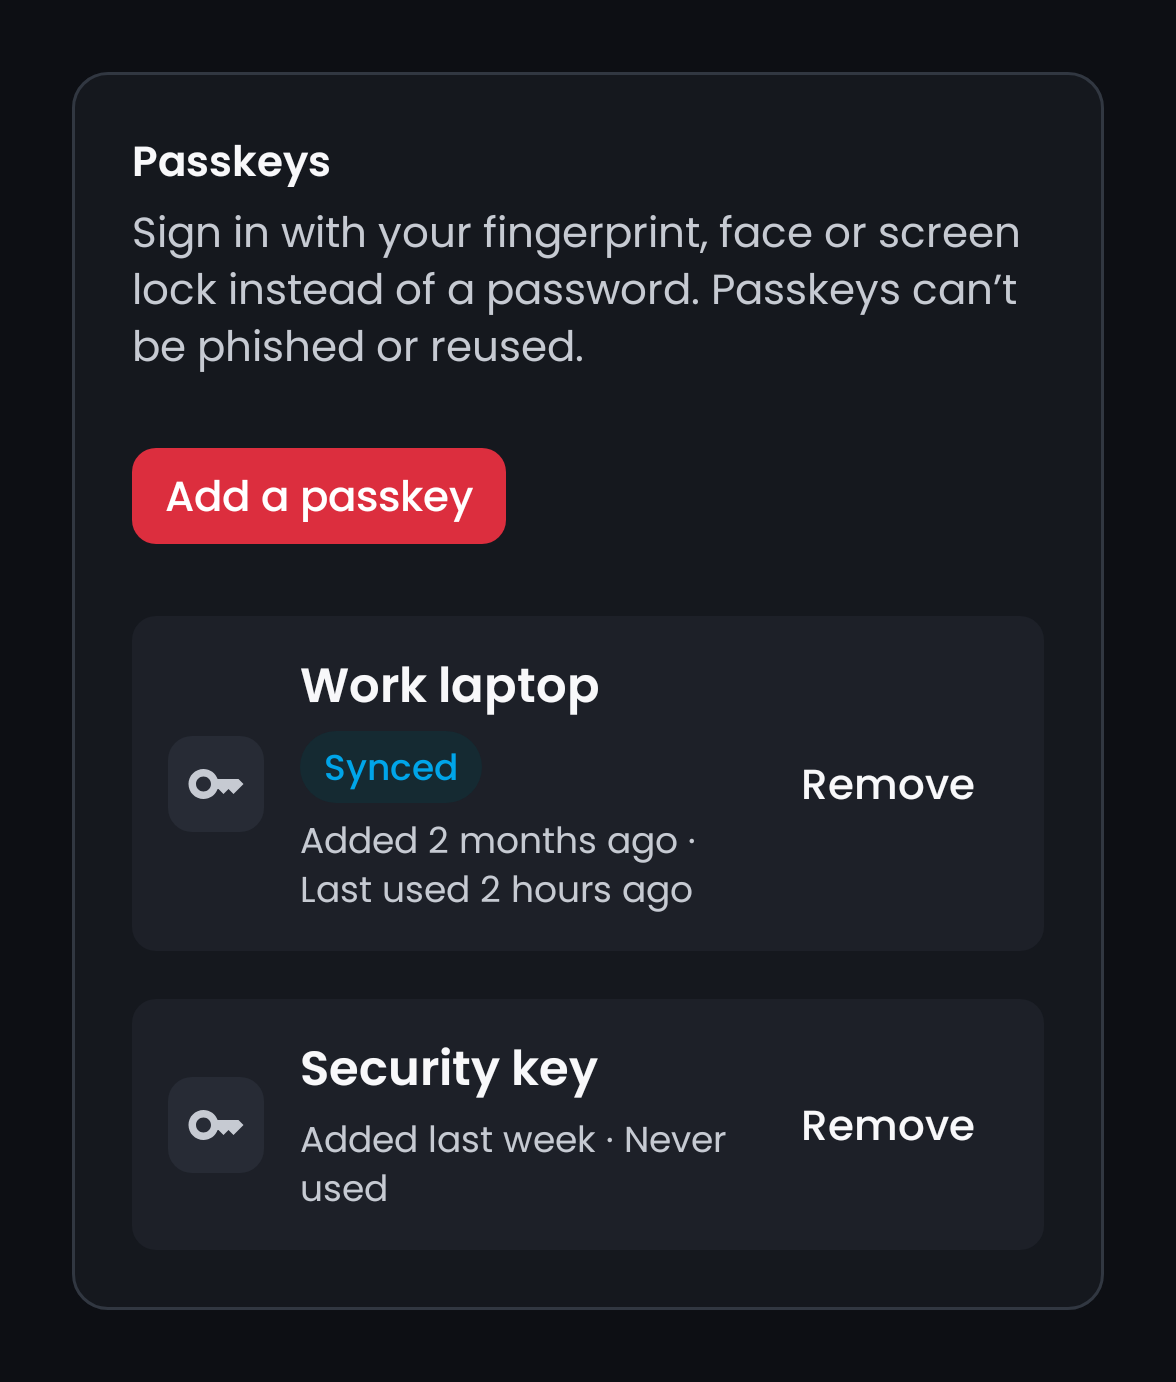 Passkeys
Sign in with your fingerprint, face or screen
lock instead of a password. Passkeys can’t
be phished or reused.
Add a passkey
Work laptop
Synced
Added 2 months ago ·
Last used 2 hours ago
Remove
Security key
Added last week · Never
used
Remove